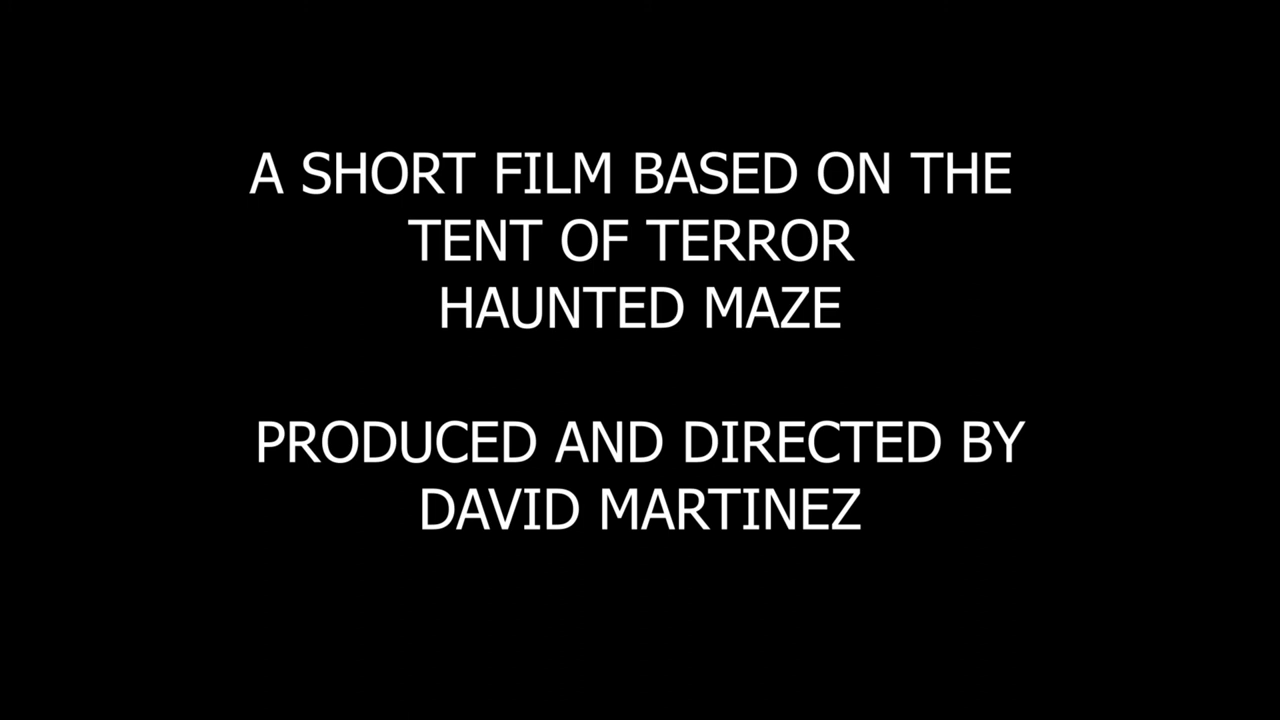 A SHORT FILM BASED ON THE
TENT OF TERROR
HAUNTED MAZE
PRODUCED AND DIRECTED BY
DAVID MARTINEZ